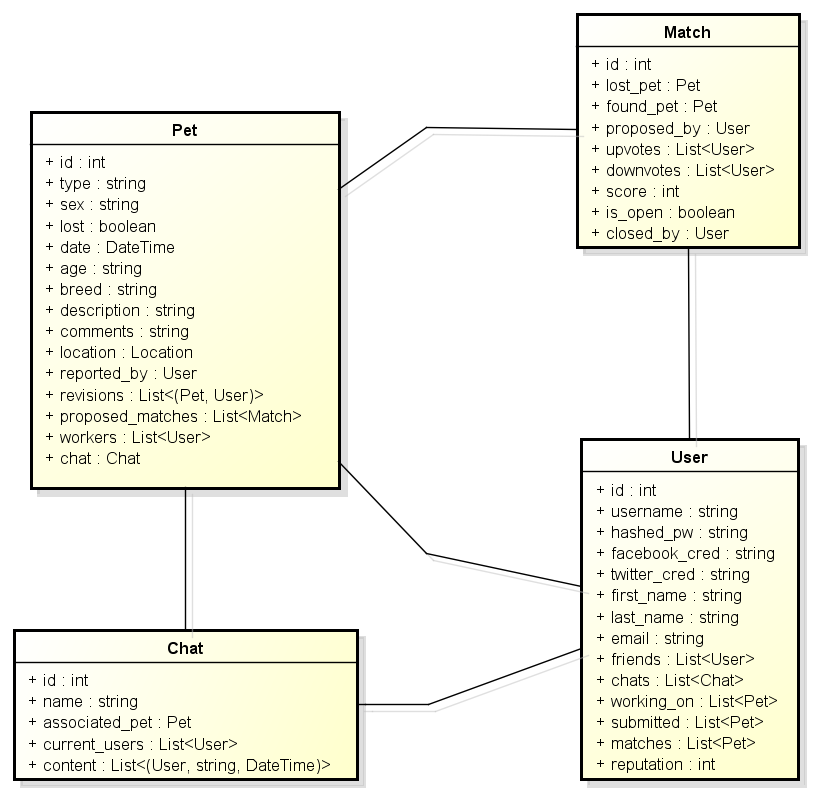 Match
+ id : int
+ lost_pet : Pet
+ found_pet : Pet
+ proposed_by : User
+ upvotes : List<User>
+ downvotes : List<User>
+ score : int
+ is_open : boolean
+ closed_by : User
Pet
+ id : int
+ type : string
+ sex : string
+ lost : boolean
+ date : DateTime
+ age : string
+ breed : string
+ description : string
+ comments : string
+ location : Location
+ reported_by : User
+ revisions : List<(Pet, User)>
+ proposed_matches : List<Match>
+ workers : List<User>
+ chat : Chat
User
+ id : int
+ username : string
+ hashed_pw : string
+ facebook_cred : string
+ twitter_cred : string
+ first_name : string
+ last_name : string
+ email : string
+ friends : List<User>
+ chats : List<Chat>
+ working_on : List<Pet>
+ submitted : List<Pet>
+ matches : List<Pet>
+ reputation : int
Chat
+ id : int
+ name : string
+ associated_pet : Pet
+ current_users : List<User>
+ content : List<(User, string, DateTime)>